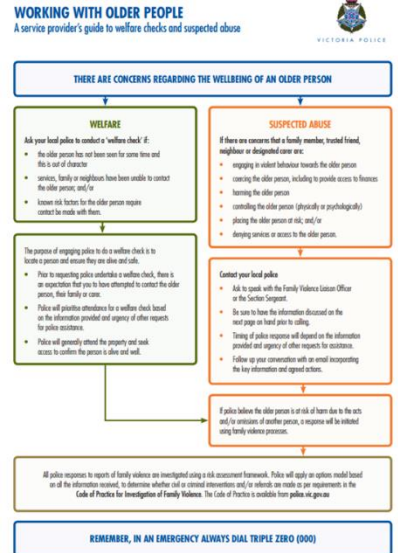 WORKING WITH OLDER PEOPLE
A service provider's guide to welfare checks and suspected abuse
VICTORIA POLICE
THERE ARE CONCERNS REGARDING THE WELLBEING OF AN OLDER PERSON
WELFARE
Ask your local police to conduct a 'welfare check' if:
• the older person has not been seen for some time and
this is out of character
• services, family or neighbours have been unable to contact
the older person; and/or
• known risk factors for the older person require
contact be made with them.
The purpose of engaging police to do a welfare check is to
locate a person and ensure they are alive and safe.
• Prior to requesting police undertake a welfare check, there is
an expectation that you to have attempted to contact the older
person, their family or carer.
• Police will prioritise attendance for a welfare check based
on the information provided and urgency of other requests
for police assistance.
• Police will generally attend the property and seek
access to confirm the person is alive and well.
SUSPECTED ABUSE
If there are concerns that a family member, trusted friend,
neighbour or designated carer are:
• engaging in violent behaviour towards the older person
• coercing the older person, including to provide access to finances
• harming the older person
• controlling the older person (physically or psychologically)
• placing the older person at risk; and/or
• denying services or access to the older person.
Contact your local police
• Ask to speak with the Family Violence Liaison Officer
or the Section Sergeant.
• Be sure to have the information discussed on the
next page on hand prior to calling.
• Timing of police response will depend on the information
provided and urgency of other requests for assistance.
• Follow up your conversation with an email incorporating
the key information and agreed actions.
If police believe the older person is at risk of harm due to the acts
and/or omissions of another person, a response will be initiated
using family violence processes.
All police responses to reports of family violence are investigated using a risk assessment framework. Police will apply an options model based
on all the information received, to determine whether civil or criminal interventions and/or referrals are made as per requirements in the
Code of Practice for Investigation of Family Violence. The Code of Practice is available from police.vic.gov.au
REMEMBER, IN AN EMERGENCY ALWAYS DIAL TRIPLE ZERO (000)